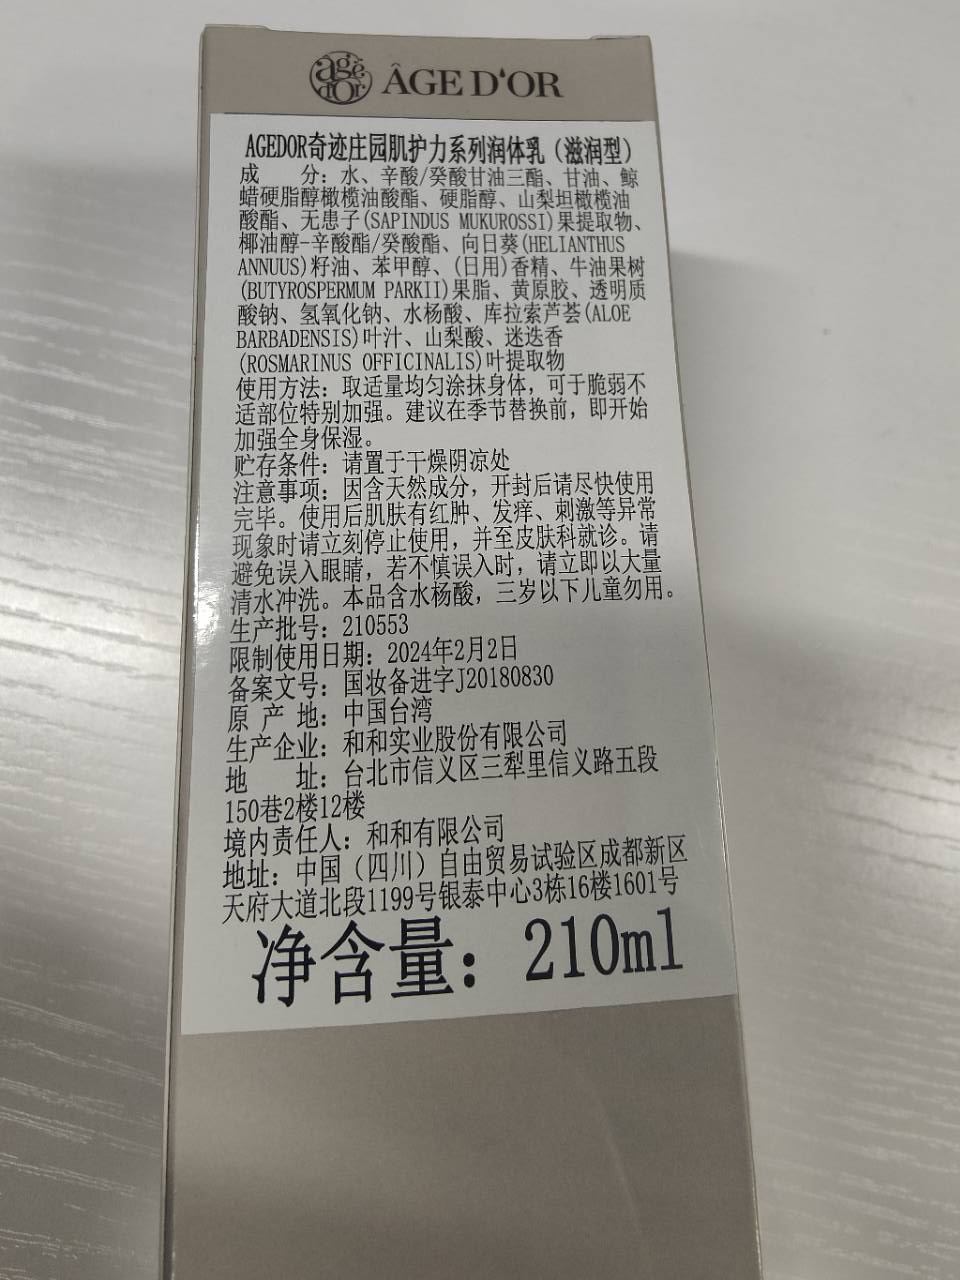 agē d'or ÂGE D'OR
AGEDOR奇迹庄园肌护力系列润体乳（滋润型）
成 分：水、辛酸/癸酸甘油三酯、甘油、鲸
蜡硬脂醇橄榄油酸酯、硬脂醇、山梨坦橄榄油
酸酯、无患子(SAPINDUS MUKUROSSI)果提取物、
椰油醇-辛酸酯/癸酸酯、向日葵(HELIANTHUS
ANNUUS)籽油、苯甲醇、(日用)香精、牛油果树
(BUTYROSPERMUM PARKII)果脂、黄原胶、透明质
酸钠、氢氧化钠、水杨酸、库拉索芦荟(ALOE
BARBADENSIS)叶汁、山梨酸、迷迭香
(ROSMARINUS OFFICINALIS)叶提取物
使用方法：取适量均匀涂抹身体，可于脆弱不
适部位特别加强。建议在季节替换前，即开始
加强全身保湿。
贮存条件：请置于干燥阴凉处
注意事项：因含天然成分，开封后请尽快使用
完毕。使用后肌肤有红肿、发痒、刺激等异常
现象时请立刻停止使用，并至皮肤科就诊。请
避免误入眼睛，若不慎误入时，请立即以大量
清水冲洗。本品含水杨酸，三岁以下儿童勿用。
生产批号：210553
限制使用日期：2024年2月2日
备案文号：国妆备进字J20180830
原 产 地：中国台湾
生产企业：和和实业股份有限公司
地 址：台北市信义区三犁里信义路五段
150巷2楼12楼
境内责任人：和和有限公司
地址：中国（四川）自由贸易试验区成都新区
天府大道北段1199号银泰中心3栋16楼1601号
净含量：210ml